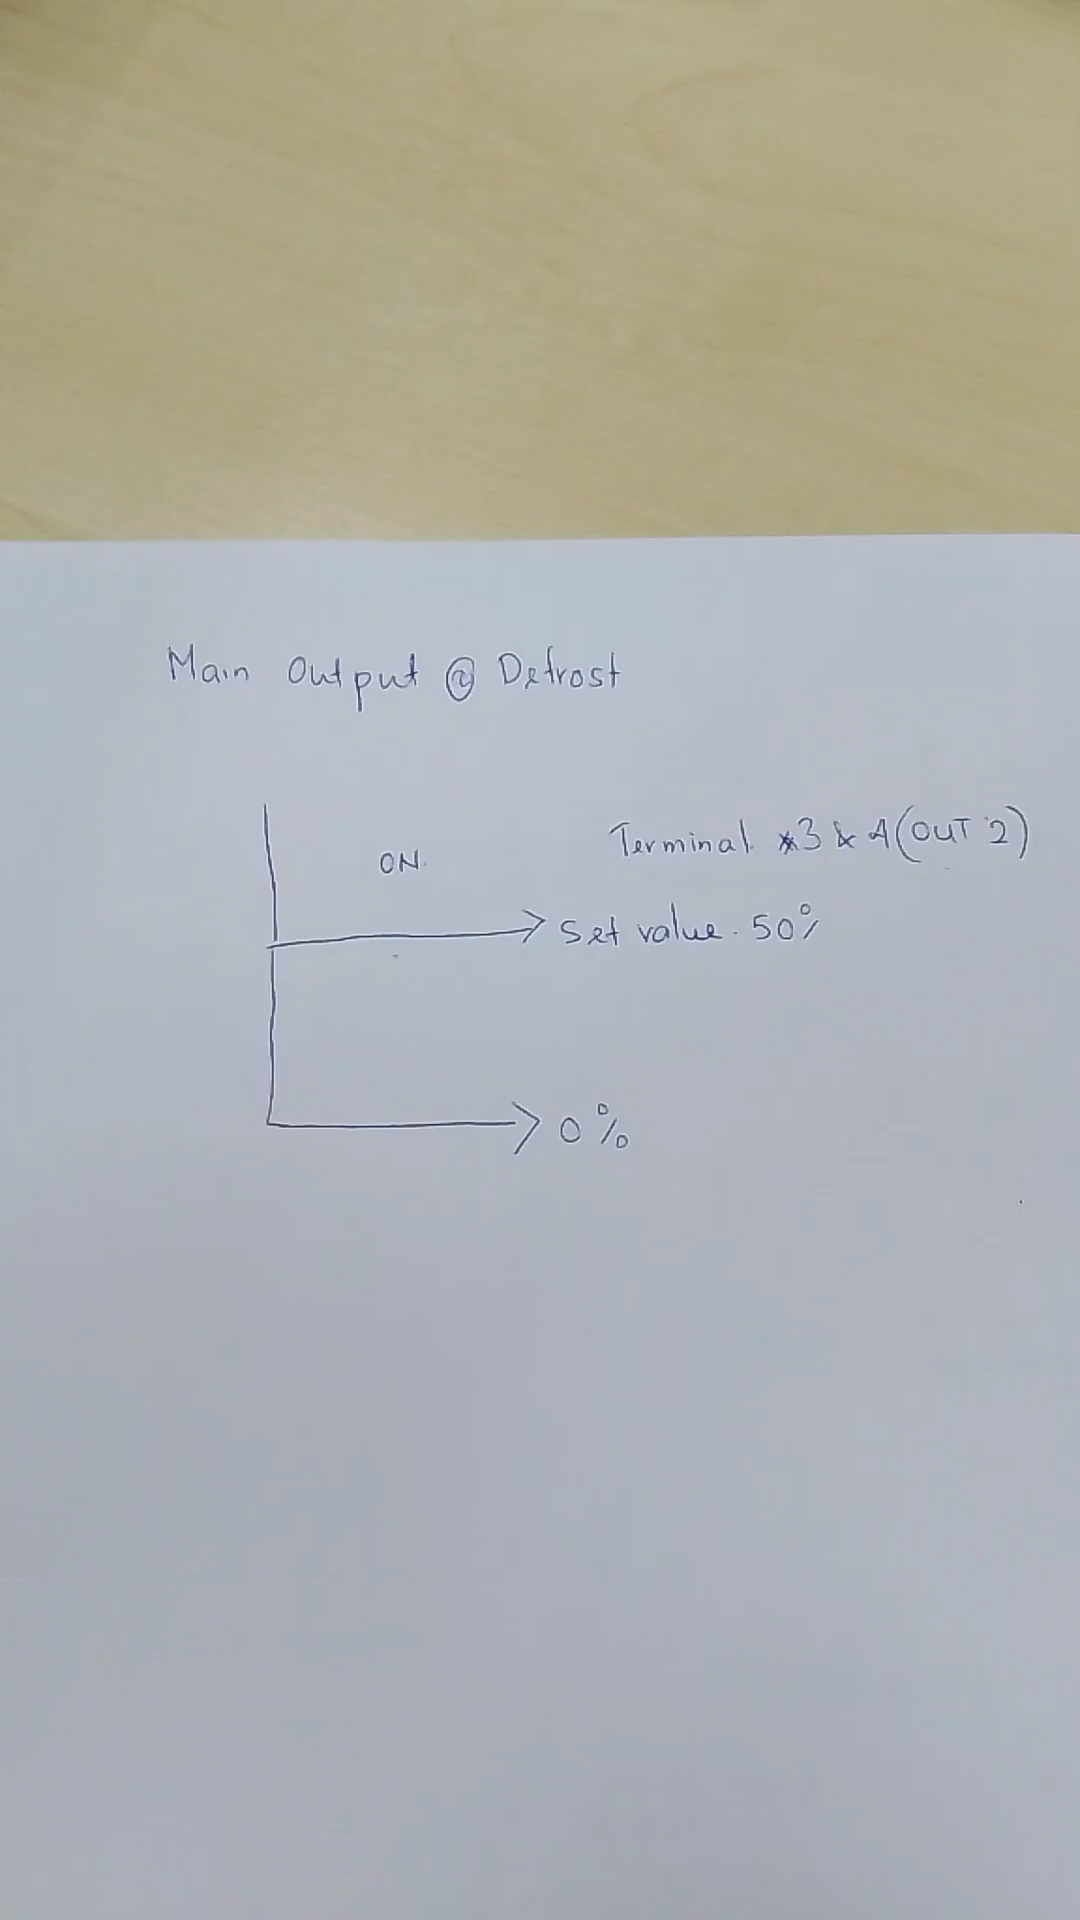 Main Output @ Defrost
Terminal 3 & 4 (OUT 2)
ON.
Set value. 50%
0%